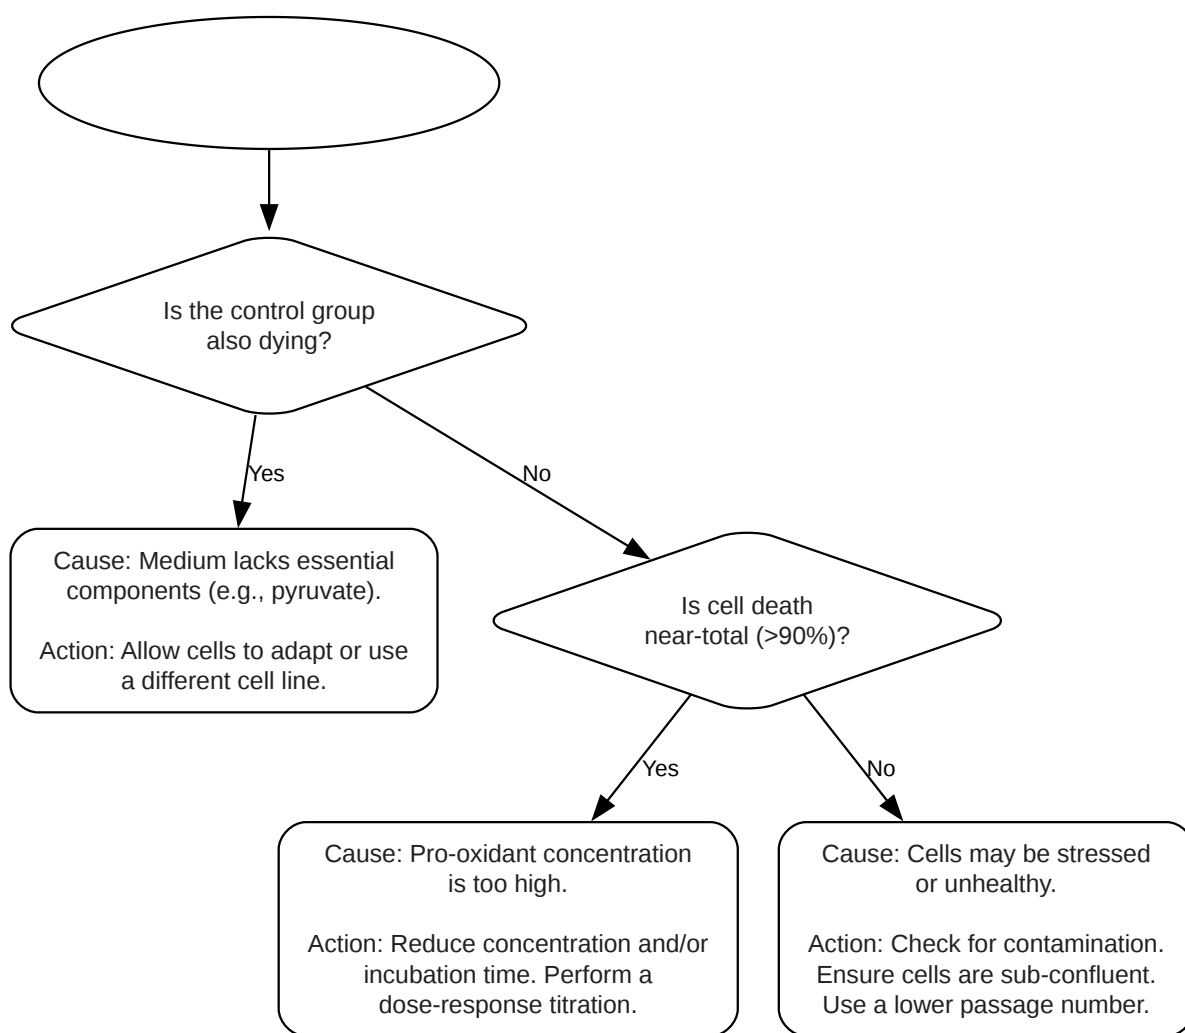 Is the control group
also dying?
Yes
No
Cause: Medium lacks essential
components (e.g., pyruvate).
Action: Allow cells to adapt or use
a different cell line.
Is cell death
near-total (>90%)?
Yes
No
Cause: Pro-oxidant concentration
is too high.
Action: Reduce concentration and/or
incubation time. Perform a
dose-response titration.
Cause: Cells may be stressed
or unhealthy.
Action: Check for contamination.
Ensure cells are sub-confluent.
Use a lower passage number.